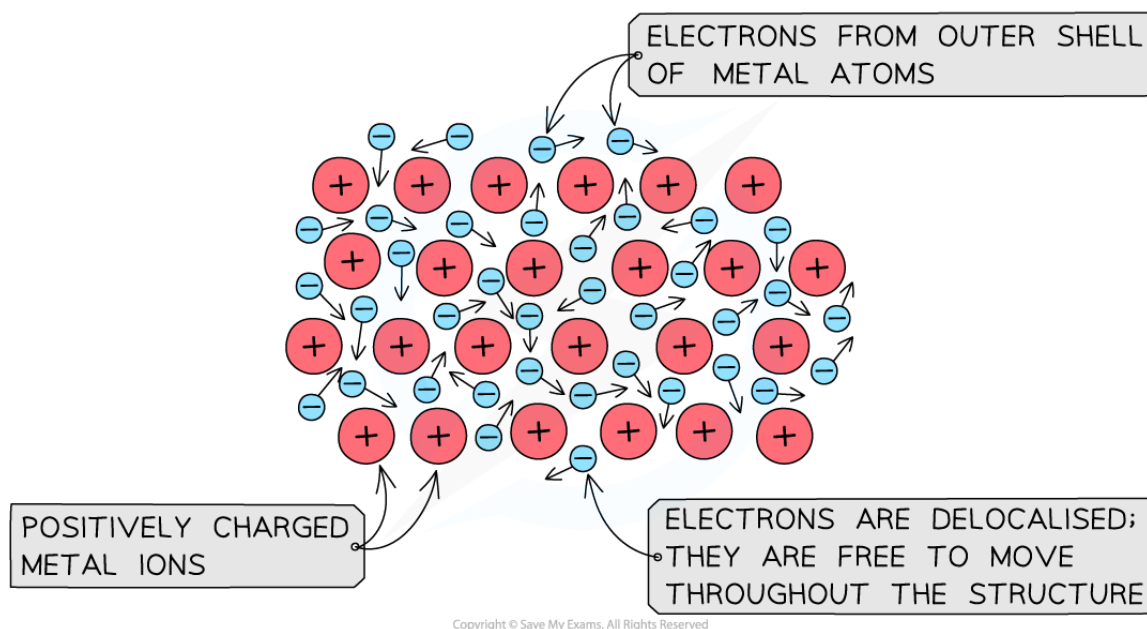 ELECTRONS FROM OUTER SHELL
OF METAL ATOMS
POSITIVELY CHARGED
METAL IONS
ELECTRONS ARE DELOCALISED;
THEY ARE FREE TO MOVE
THROUGHOUT THE STRUCTURE
Copyright © Save My Exams. All Rights Reserved